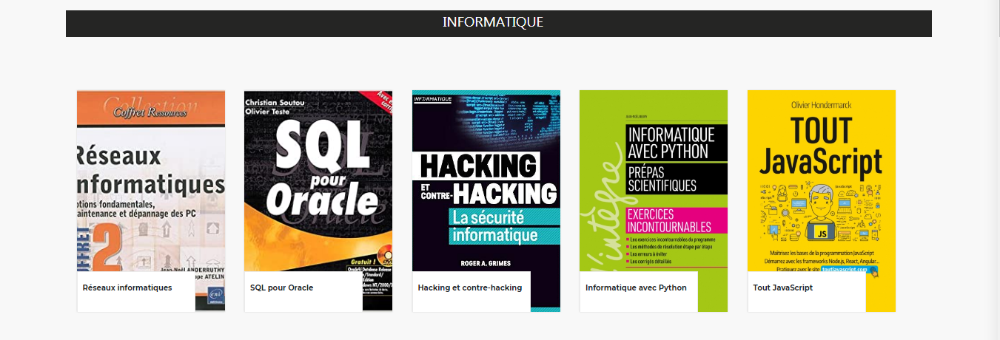 INFORMATIQUE
Collection
Coffret Ressources
Réseaux
nformatiques
otions fondamentales,
aintenance et dépannage des PC
2
Jean-Noël ANDERRUTHY
ppe ATELIN
eni
éditions
Réseaux informatiques
Christian Soutou
Olivier Teste
Avec
SQL
pour
Oracle
Gratuit !
SQL pour Oracle
INFORMATIQUE
HACKING
ET
CONTRE-HACKING
La sécurité
informatique
ROGER A. GRIMES
Hacking et contre-hacking
l'intégre
INFORMATIQUE
AVEC PYTHON
PRÉPAS
SCIENTIFIQUES
EXERCICES
INCONTOURNABLES
Les exercices incontournables du programme
Les méthodes de résolution étape par étape
Les erreurs à éviter
Les corrigés détaillés
Informatique avec Python
Olivier Hondermarck
TOUT
JavaScript
JS
Maîtrisez les bases de la programmation JavaScript
Démarrez avec les frameworks Node.js, React, Angular...
Pratiquez avec le site toutjavascript.com
Tout JavaScript